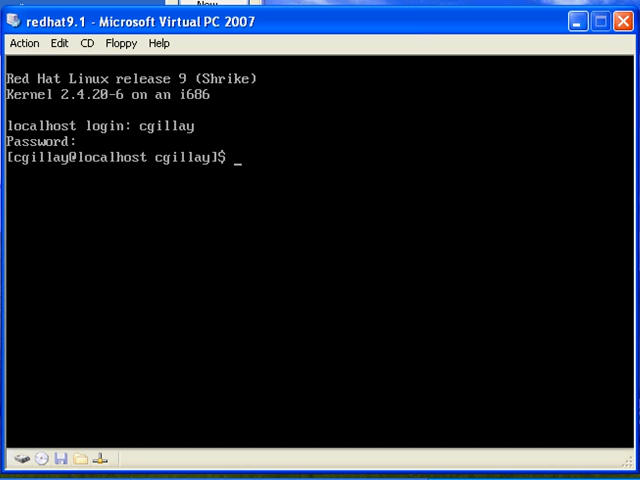 New
redhat9.1 - Microsoft Virtual PC 2007
Action Edit CD Floppy Help
Red Hat Linux release 9 (Shrike)
Kernel 2.4.20-6 on an i686
localhost login: cgillay
Password:
[cgillay@localhost cgillay]$ _